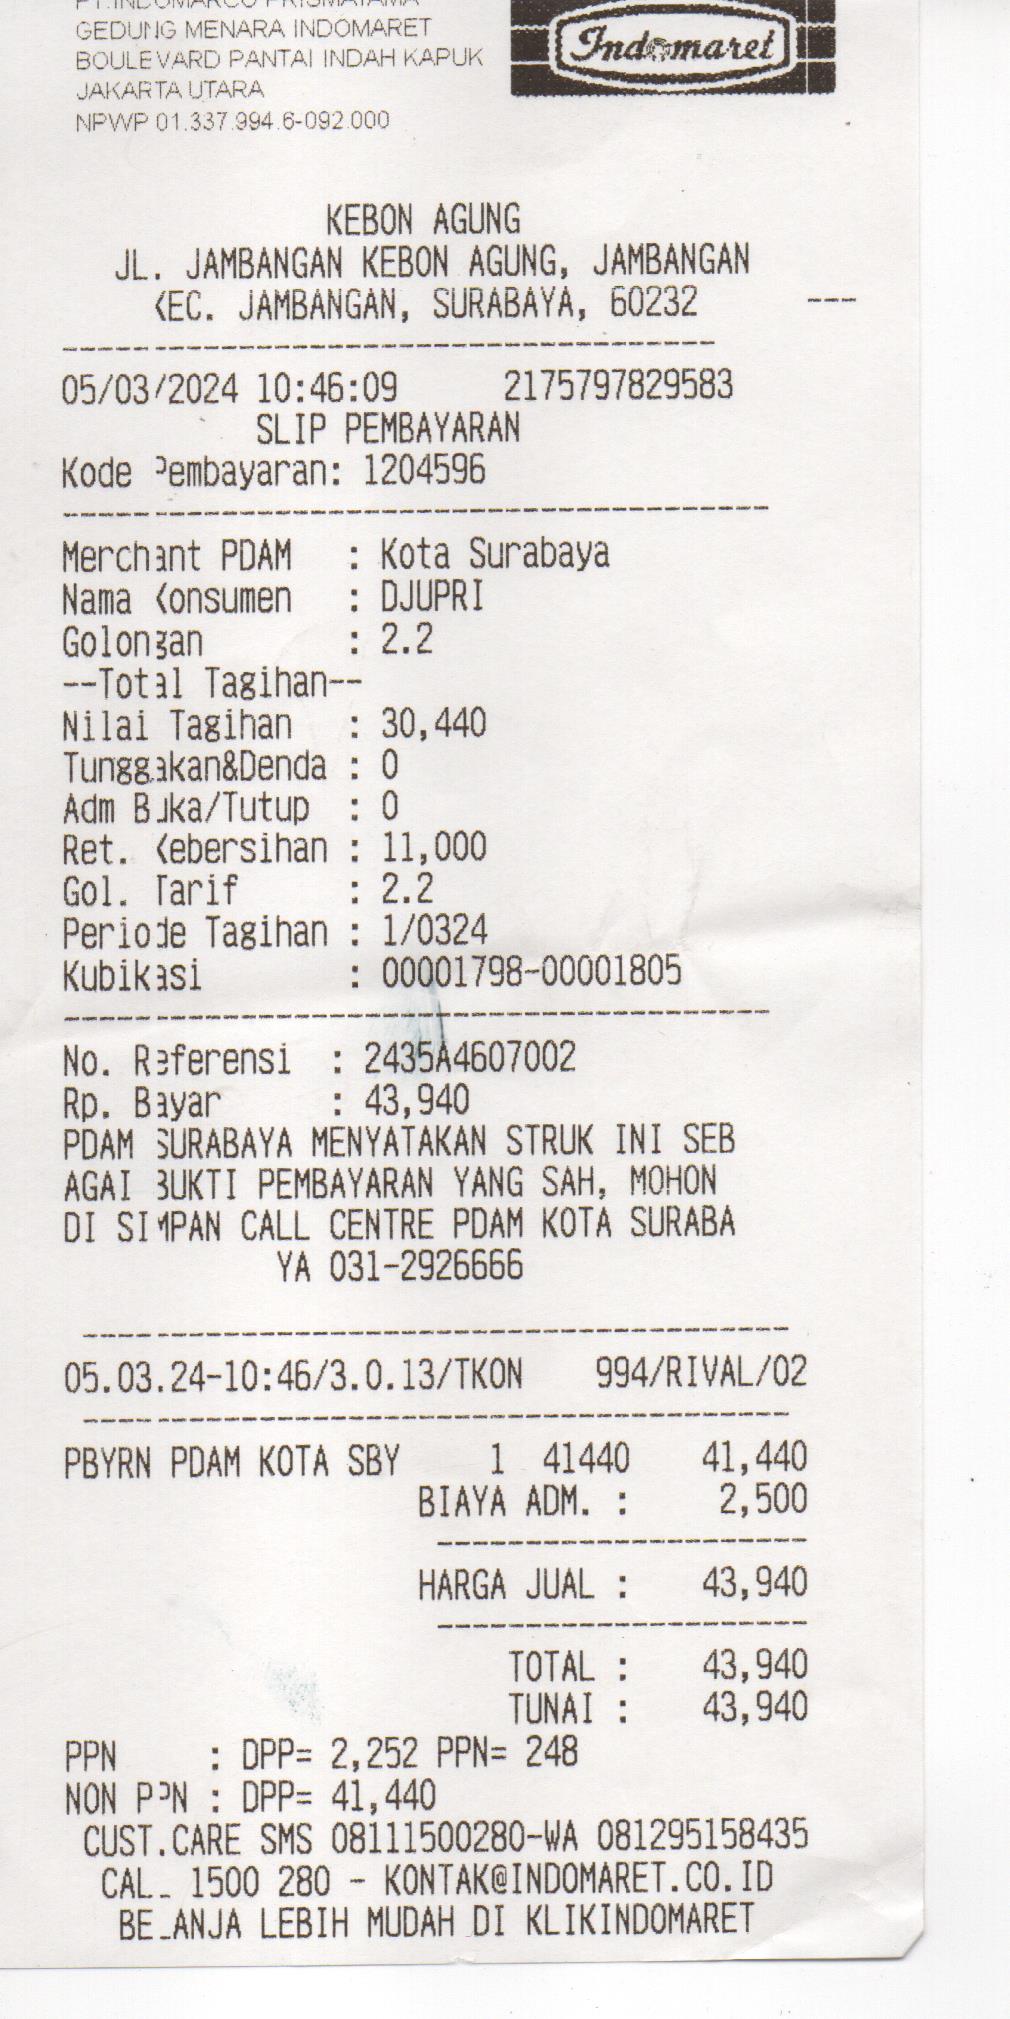 PT.INDOMARCO PRISMATAMA
GEDUNG MENARA INDOMARET
BOULEVARD PANTAI INDAH KAPUK
JAKARTA UTARA
NPWP 01.337.994.6-092.000
Indomaret
KEBON AGUNG
JL. JAMBANGAN KEBON AGUNG, JAMBANGAN
KEC. JAMBANGAN, SURABAYA, 60232 ---
-------------------------------------
05/03/2024 10:46:09 2175797829583
SLIP PEMBAYARAN
Kode Pembayaran: 1204596
----------------------------------------
Merchant PDAM : Kota Surabaya
Nama Konsumen : DJUPRI
Golongan : 2.2
--Total Tagihan--
Nilai Tagihan : 30,440
Tunggakan&Denda : 0
Adm Buka/Tutup : 0
Ret. Kebersihan : 11,000
Gol. Tarif : 2.2
Periode Tagihan : 1/0324
Kubikasi : 00001798-00001805
----------------------------------------
No. Referensi : 2435A4607002
Rp. Bayar : 43,940
PDAM SURABAYA MENYATAKAN STRUK INI SEB
AGAI BUKTI PEMBAYARAN YANG SAH, MOHON
DI SIMPAN CALL CENTRE PDAM KOTA SURABA
YA 031-2926666
----------------------------------------
05.03.24-10:46/3.0.13/TKON 994/RIVAL/02
----------------------------------------
PBYRN PDAM KOTA SBY 1 41440 41,440
BIAYA ADM. : 2,500
---------------------
HARGA JUAL : 43,940
---------------------
TOTAL : 43,940
TUNAI : 43,940
PPN : DPP= 2,252 PPN= 248
NON PPN : DPP= 41,440
CUST.CARE SMS 08111500280-WA 081295158435
CALL 1500 280 - KONTAK@INDOMARET.CO.ID
BELANJA LEBIH MUDAH DI KLIKINDOMARET